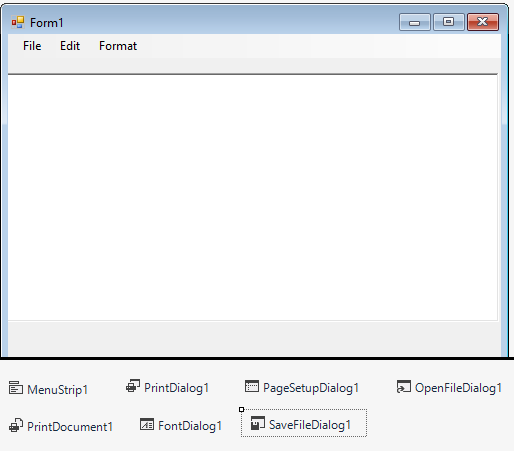 Form1
File Edit Format
MenuStrip1 PrintDialog1 PageSetupDialog1 OpenFileDialog1
PrintDocument1 FontDialog1 SaveFileDialog1